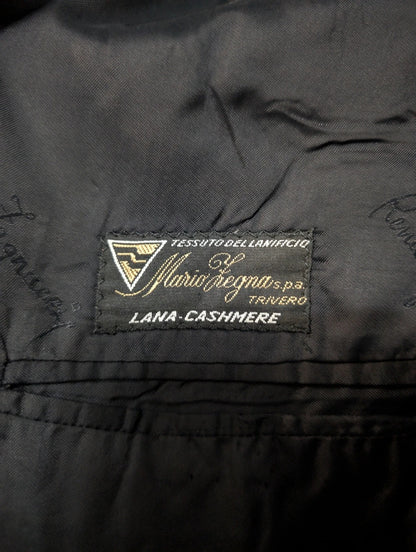 TESSUTO DEL LANIFICIO
Mario Zegna s.p.a.
TRIVERO
LANA-CASHMERE